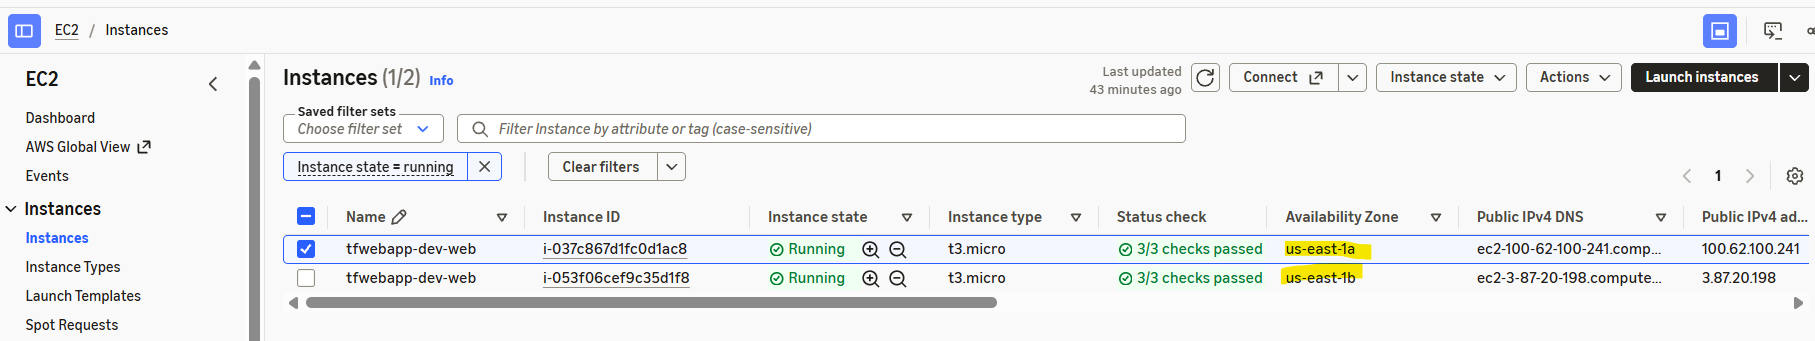 EC2 / Instances
EC2
Dashboard
AWS Global View
Events
Instances
Instances
Instance Types
Launch Templates
Spot Requests
Instances (1/2) Info
Last updated
43 minutes ago
Connect
Instance state
Actions
Launch instances
Saved filter sets
Choose filter set
Filter Instance by attribute or tag (case-sensitive)
Instance state = running
Clear filters
1
Name Instance ID Instance state Instance type Status check Availability Zone Public IPv4 DNS Public IPv4 ad...
tfwebapp-dev-web i-037c867d1fc0d1ac8 Running t3.micro 3/3 checks passed us-east-1a ec2-100-62-100-241.comp... 100.62.100.241
tfwebapp-dev-web i-053f06cef9c35d1f8 Running t3.micro 3/3 checks passed us-east-1b ec2-3-87-20-198.compute... 3.87.20.198